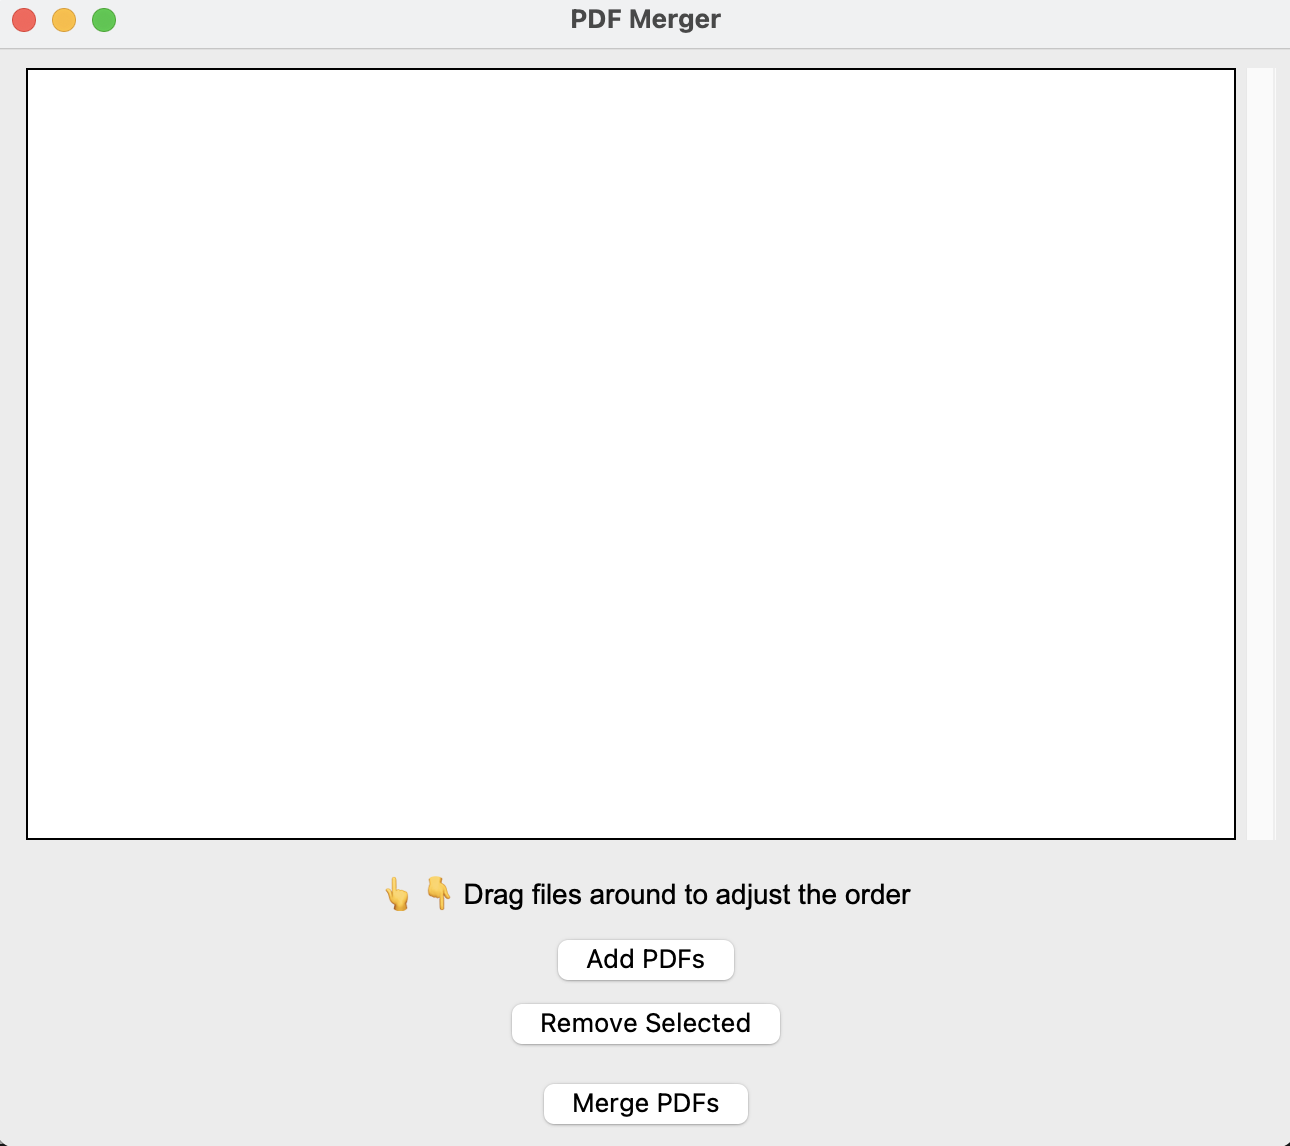 PDF Merger
👆 👇 Drag files around to adjust the order
Add PDFs
Remove Selected
Merge PDFs